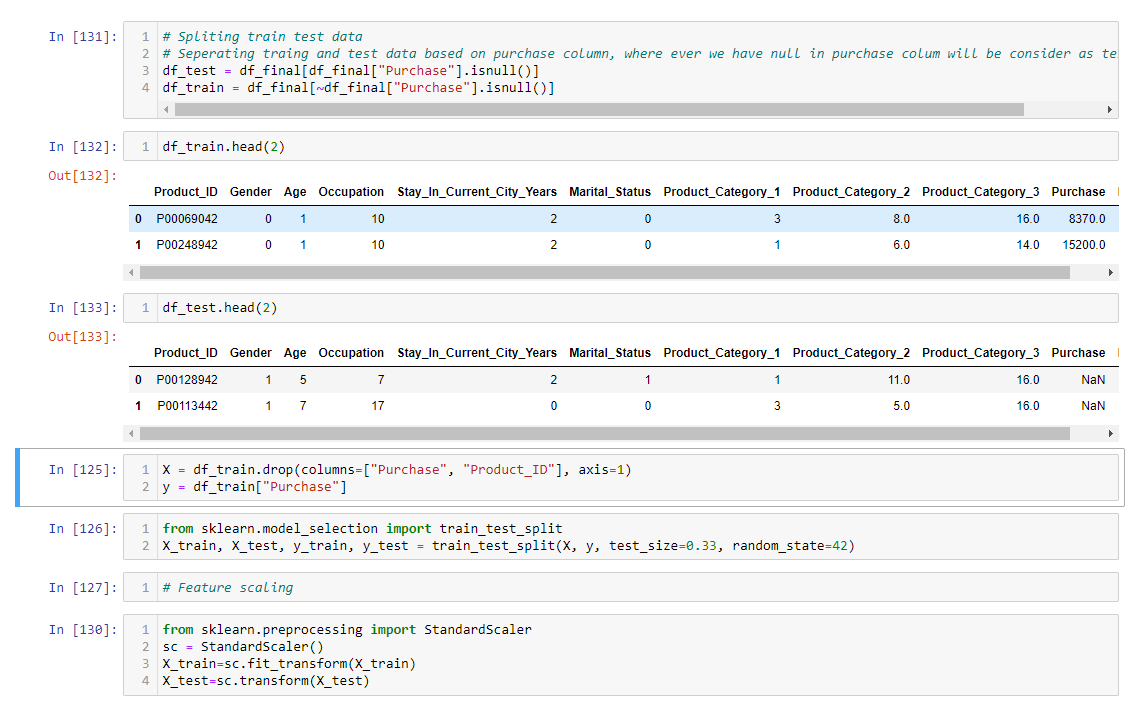 In [131]:
1 # Spliting train test data
2 # Seperating traing and test data based on purchase column, where ever we have null in purchase colum will be consider as te
3 df_test = df_final[df_final["Purchase"].isnull()]
4 df_train = df_final[~df_final["Purchase"].isnull()]
In [132]:
1 df_train.head(2)
Out[132]:
Product_ID Gender Age Occupation Stay_In_Current_City_Years Marital_Status Product_Category_1 Product_Category_2 Product_Category_3 Purchase
0 P00069042 0 1 10 2 0 3 8.0 16.0 8370.0
1 P00248942 0 1 10 2 0 1 6.0 14.0 15200.0
In [133]:
1 df_test.head(2)
Out[133]:
Product_ID Gender Age Occupation Stay_In_Current_City_Years Marital_Status Product_Category_1 Product_Category_2 Product_Category_3 Purchase
0 P00128942 1 5 7 2 1 1 11.0 16.0 NaN
1 P00113442 1 7 17 0 0 3 5.0 16.0 NaN
In [125]:
1 X = df_train.drop(columns=["Purchase", "Product_ID"], axis=1)
2 y = df_train["Purchase"]
In [126]:
1 from sklearn.model_selection import train_test_split
2 X_train, X_test, y_train, y_test = train_test_split(X, y, test_size=0.33, random_state=42)
In [127]:
1 # Feature scaling
In [130]:
1 from sklearn.preprocessing import StandardScaler
2 sc = StandardScaler()
3 X_train=sc.fit_transform(X_train)
4 X_test=sc.transform(X_test)